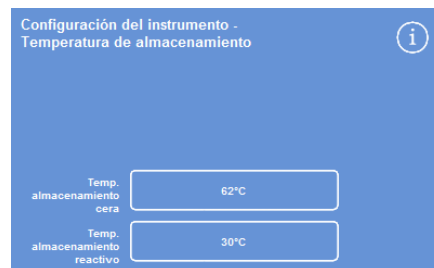 Configuración del instrumento -
Temperatura de almacenamiento
i
Temp.
almacenamiento
cera
62°C
Temp.
almacenamiento
reactivo
30°C